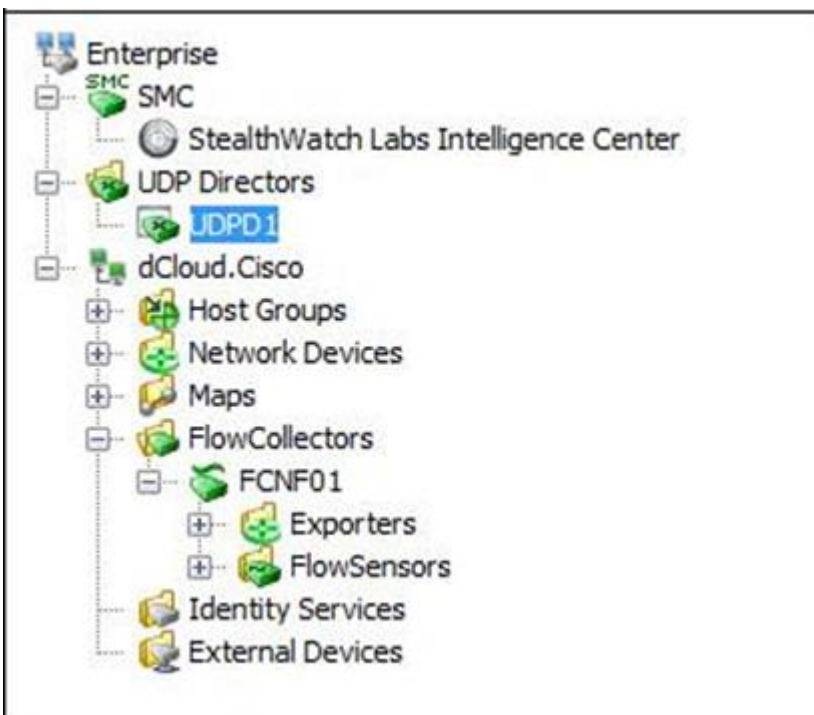 Enterprise
SMC
SMC
StealthWatch Labs Intelligence Center
UDP Directors
UDPD1
dCloud.Cisco
Host Groups
Network Devices
Maps
FlowCollectors
FCNF01
Exporters
FlowSensors
Identity Services
External Devices